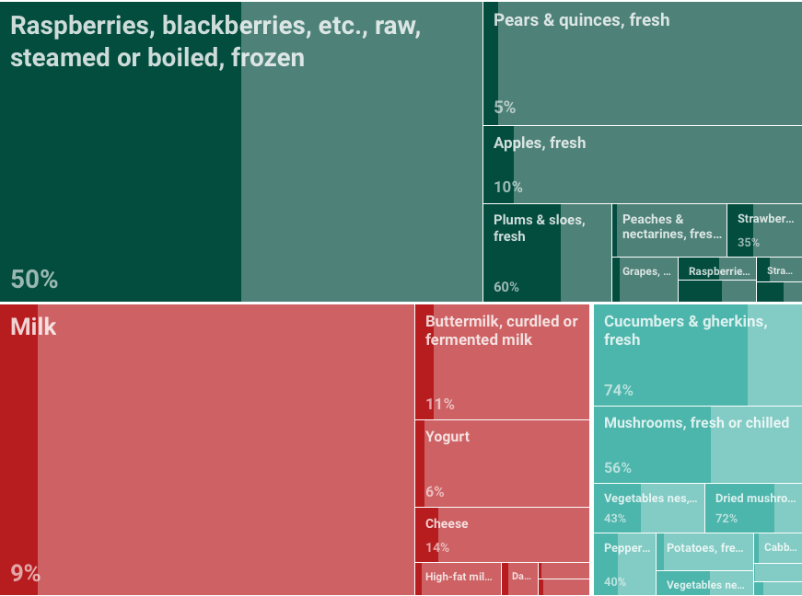 Raspberries, blackberries, etc., raw,
steamed or boiled, frozen
50%
Pears & quinces, fresh
5%
Apples, fresh
10%
Plums & sloes,
fresh
60%
Peaches &
nectarines, fres...
Strawber...
35%
Grapes, ...
Raspberrie...
Stra...
Milk
9%
Buttermilk, curdled or
fermented milk
11%
Yogurt
6%
Cheese
14%
High-fat mil...
Da...
Cucumbers & gherkins,
fresh
74%
Mushrooms, fresh or chilled
56%
Vegetables nes,...
43%
Dried mushro...
72%
Pepper...
40%
Potatoes, fre...
Cabb...
Vegetables ne...